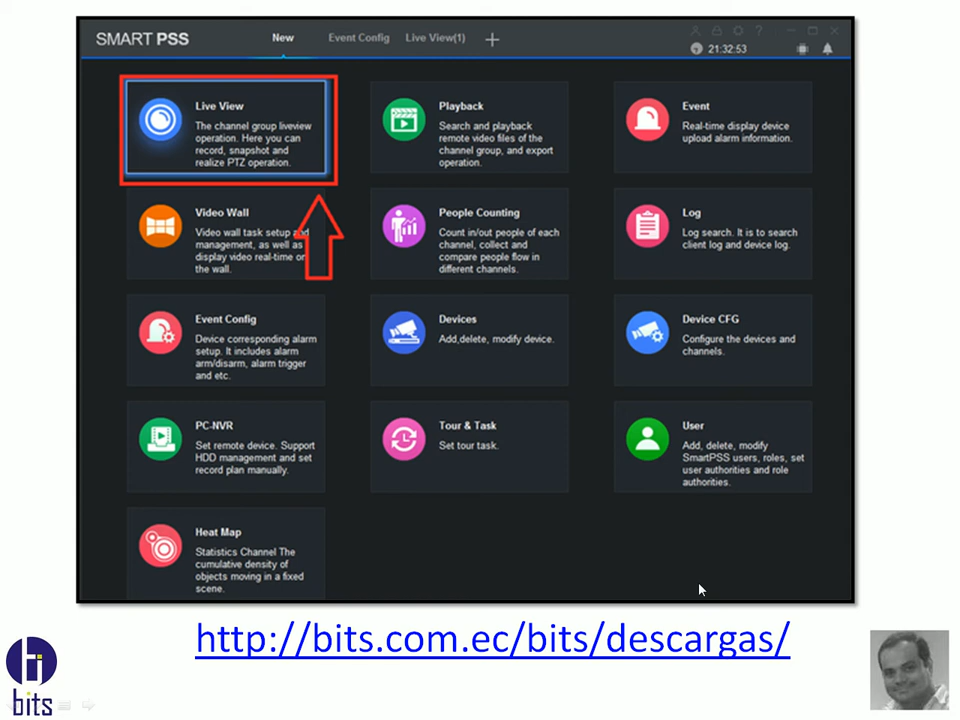 SMART PSS
New
Event Config
Live View(1)
21:32:53
Live View
The channel group liveview
operation. Here you can
record, snapshot and
realize PTZ operation.
Playback
Search and playback
remote video files of the
channel group, and export
operation.
Event
Real-time display device
upload alarm information.
Video Wall
Video wall task setup and
management, as well as
display video real-time on
the wall.
People Counting
Count in/out people of each
channel, collect and
compare people flow in
different channels.
Log
Log search. It is to search
client log and device log.
Event Config
Device corresponding alarm
setup. It includes alarm
arm/disarm, alarm trigger
and etc.
Devices
Add,delete, modify device.
Device CFG
Configure the devices and
channels.
PC-NVR
Set remote device. Support
HDD management and set
record plan manually.
Tour & Task
Set tour task.
User
Add, delete, modify
SmartPSS users, roles, set
user authorities and role
authorities.
Heat Map
Statistics Channel The
cumulative density of
objects moving in a fixed
scene.
http://bits.com.ec/bits/descargas/
bits